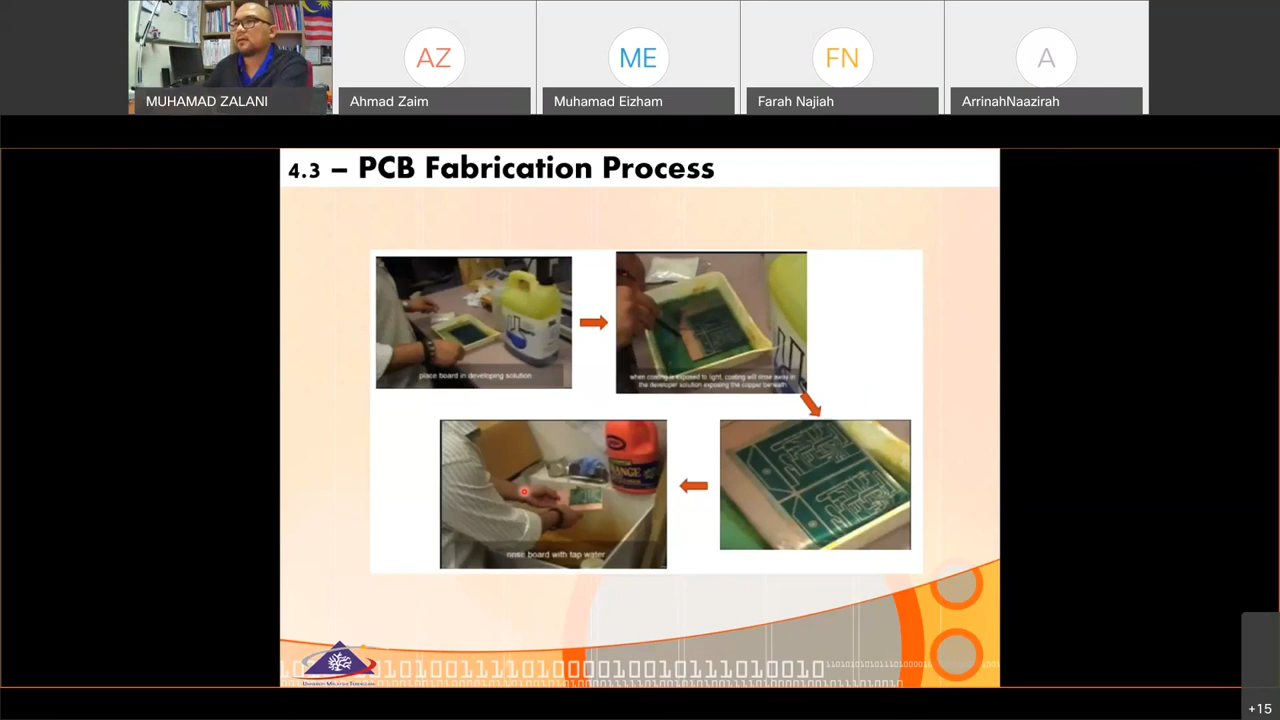 MUHAMAD ZALANI
AZ
Ahmad Zaim
ME
Muhamad Eizham
FN
Farah Najiah
A
ArrinahNaazirah
4.3 – PCB Fabrication Process
place board in developing solution
when coating is exposed to light, coating will rinse away in
the developer solution exposing the copper beneath
rinse board with tap water
+15